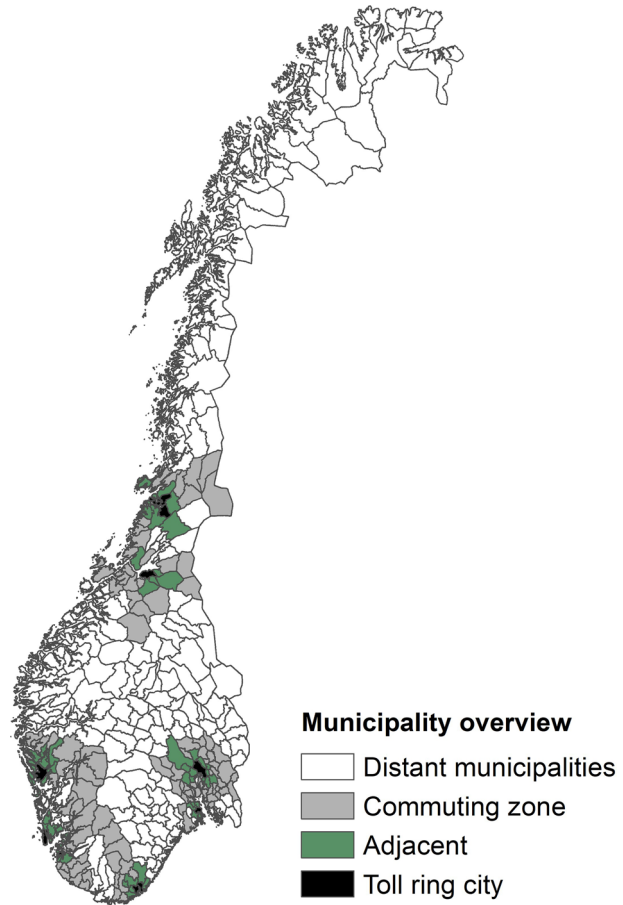 Municipality overview
Distant municipalities
Commuting zone
Adjacent
Toll ring city